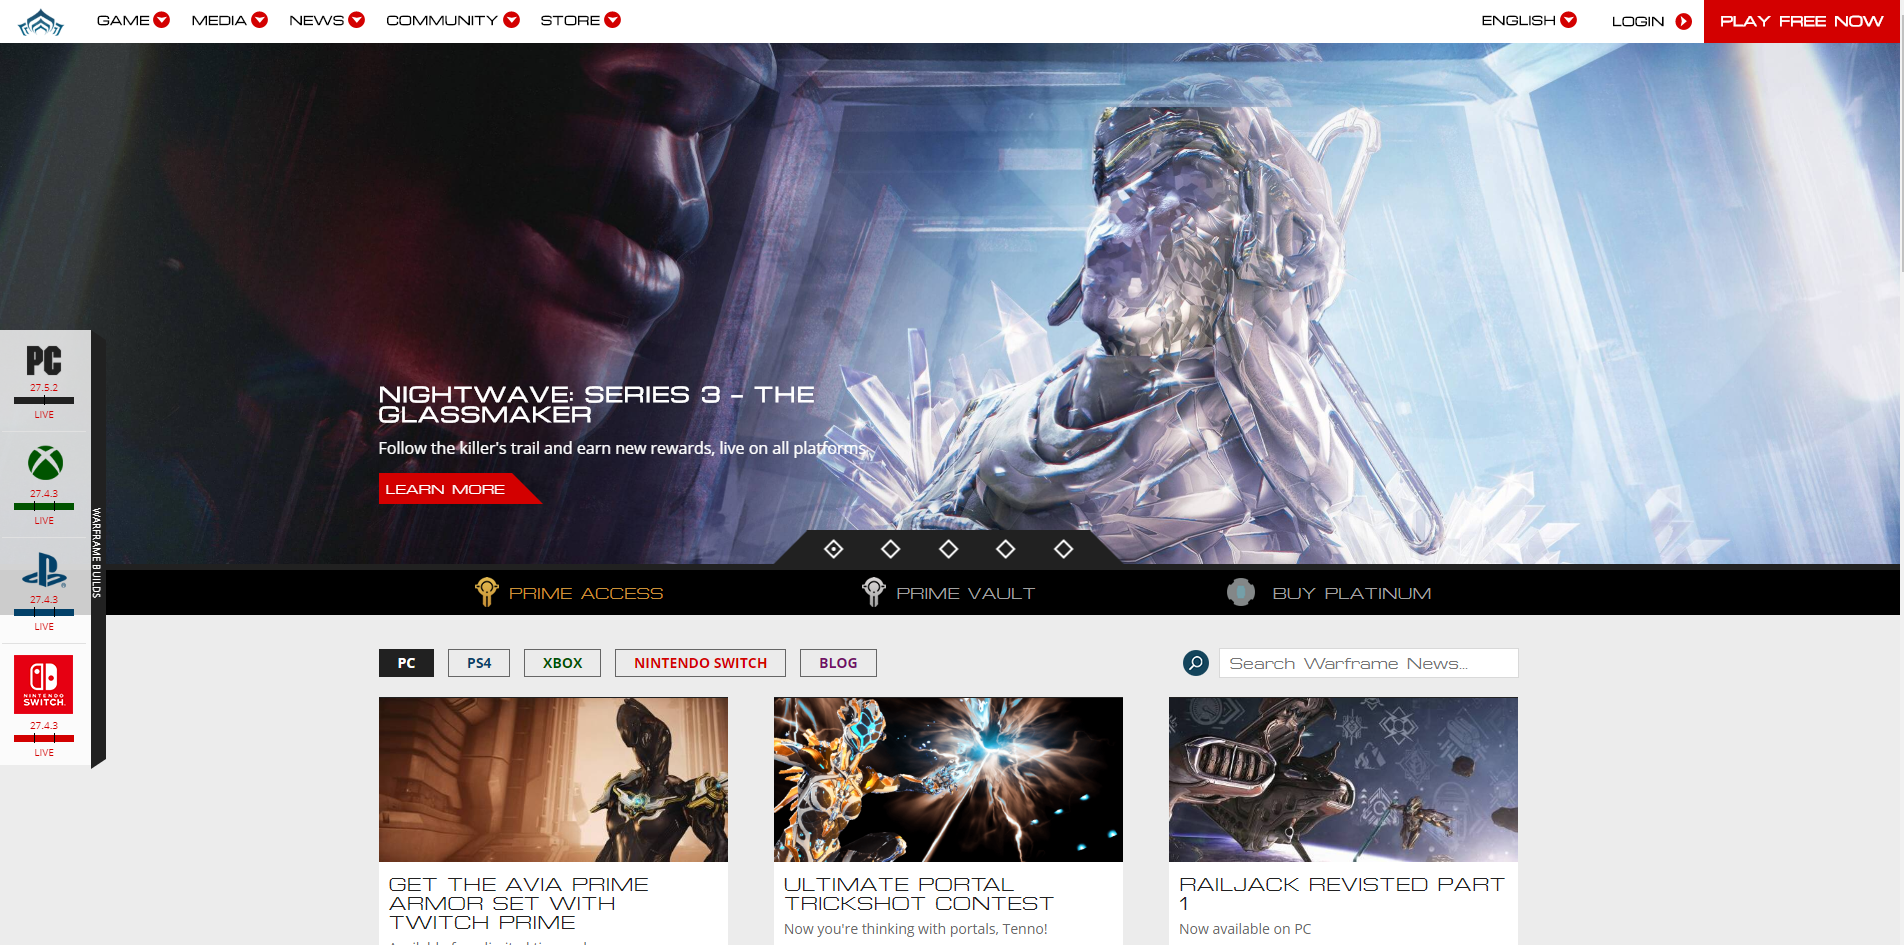 GAME MEDIA NEWS COMMUNITY STORE ENGLISH LOGIN PLAY FREE NOW
NIGHTWAVE: SERIES 3 - THE
GLASSMAKER
Follow the killer's trail and earn new rewards, live on all platforms.
LEARN MORE
PC
27.5.2
LIVE
27.4.3
LIVE
27.4.3
LIVE
NINTENDO
SWITCH.
27.4.3
LIVE
WARFRAME BUILDS
PRIME ACCESS PRIME VAULT BUY PLATINUM
PC PS4 XBOX NINTENDO SWITCH BLOG Search Warframe News...
GET THE AVIA PRIME
ARMOR SET WITH
TWITCH PRIME
ULTIMATE PORTAL
TRICKSHOT CONTEST
Now you're thinking with portals, Tenno!
RAILJACK REVISTED PART
1
Now available on PC